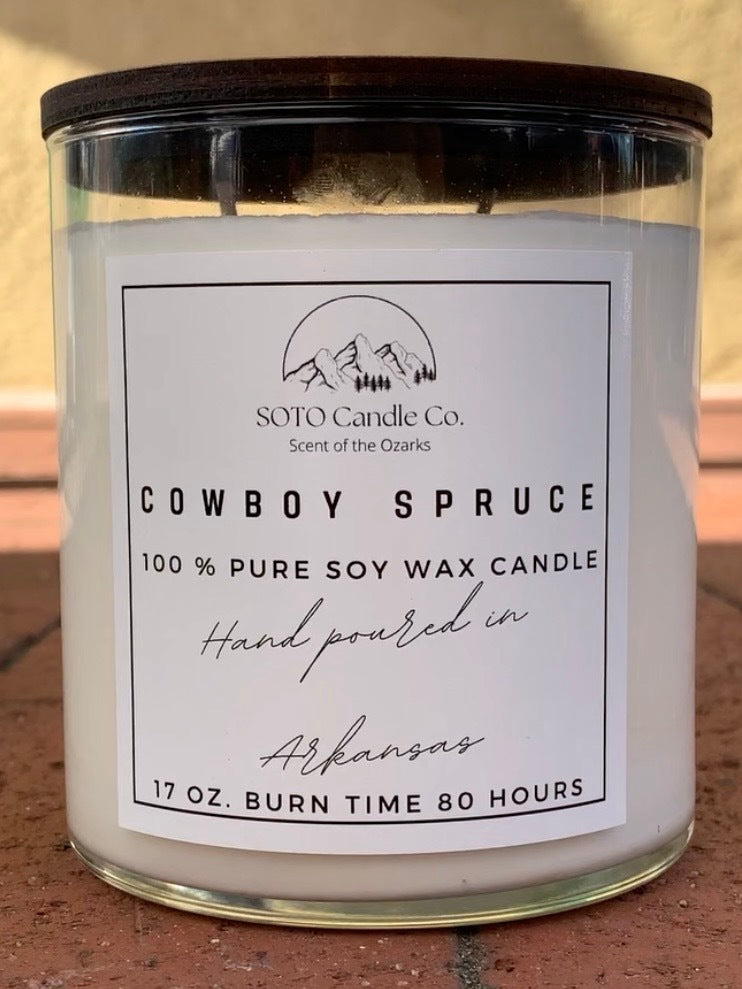 SOTO Candle Co.
Scent of the Ozarks
COWBOY SPRUCE
100 % PURE SOY WAX CANDLE
Hand poured in
Arkansas
17 OZ. BURN TIME 80 HOURS